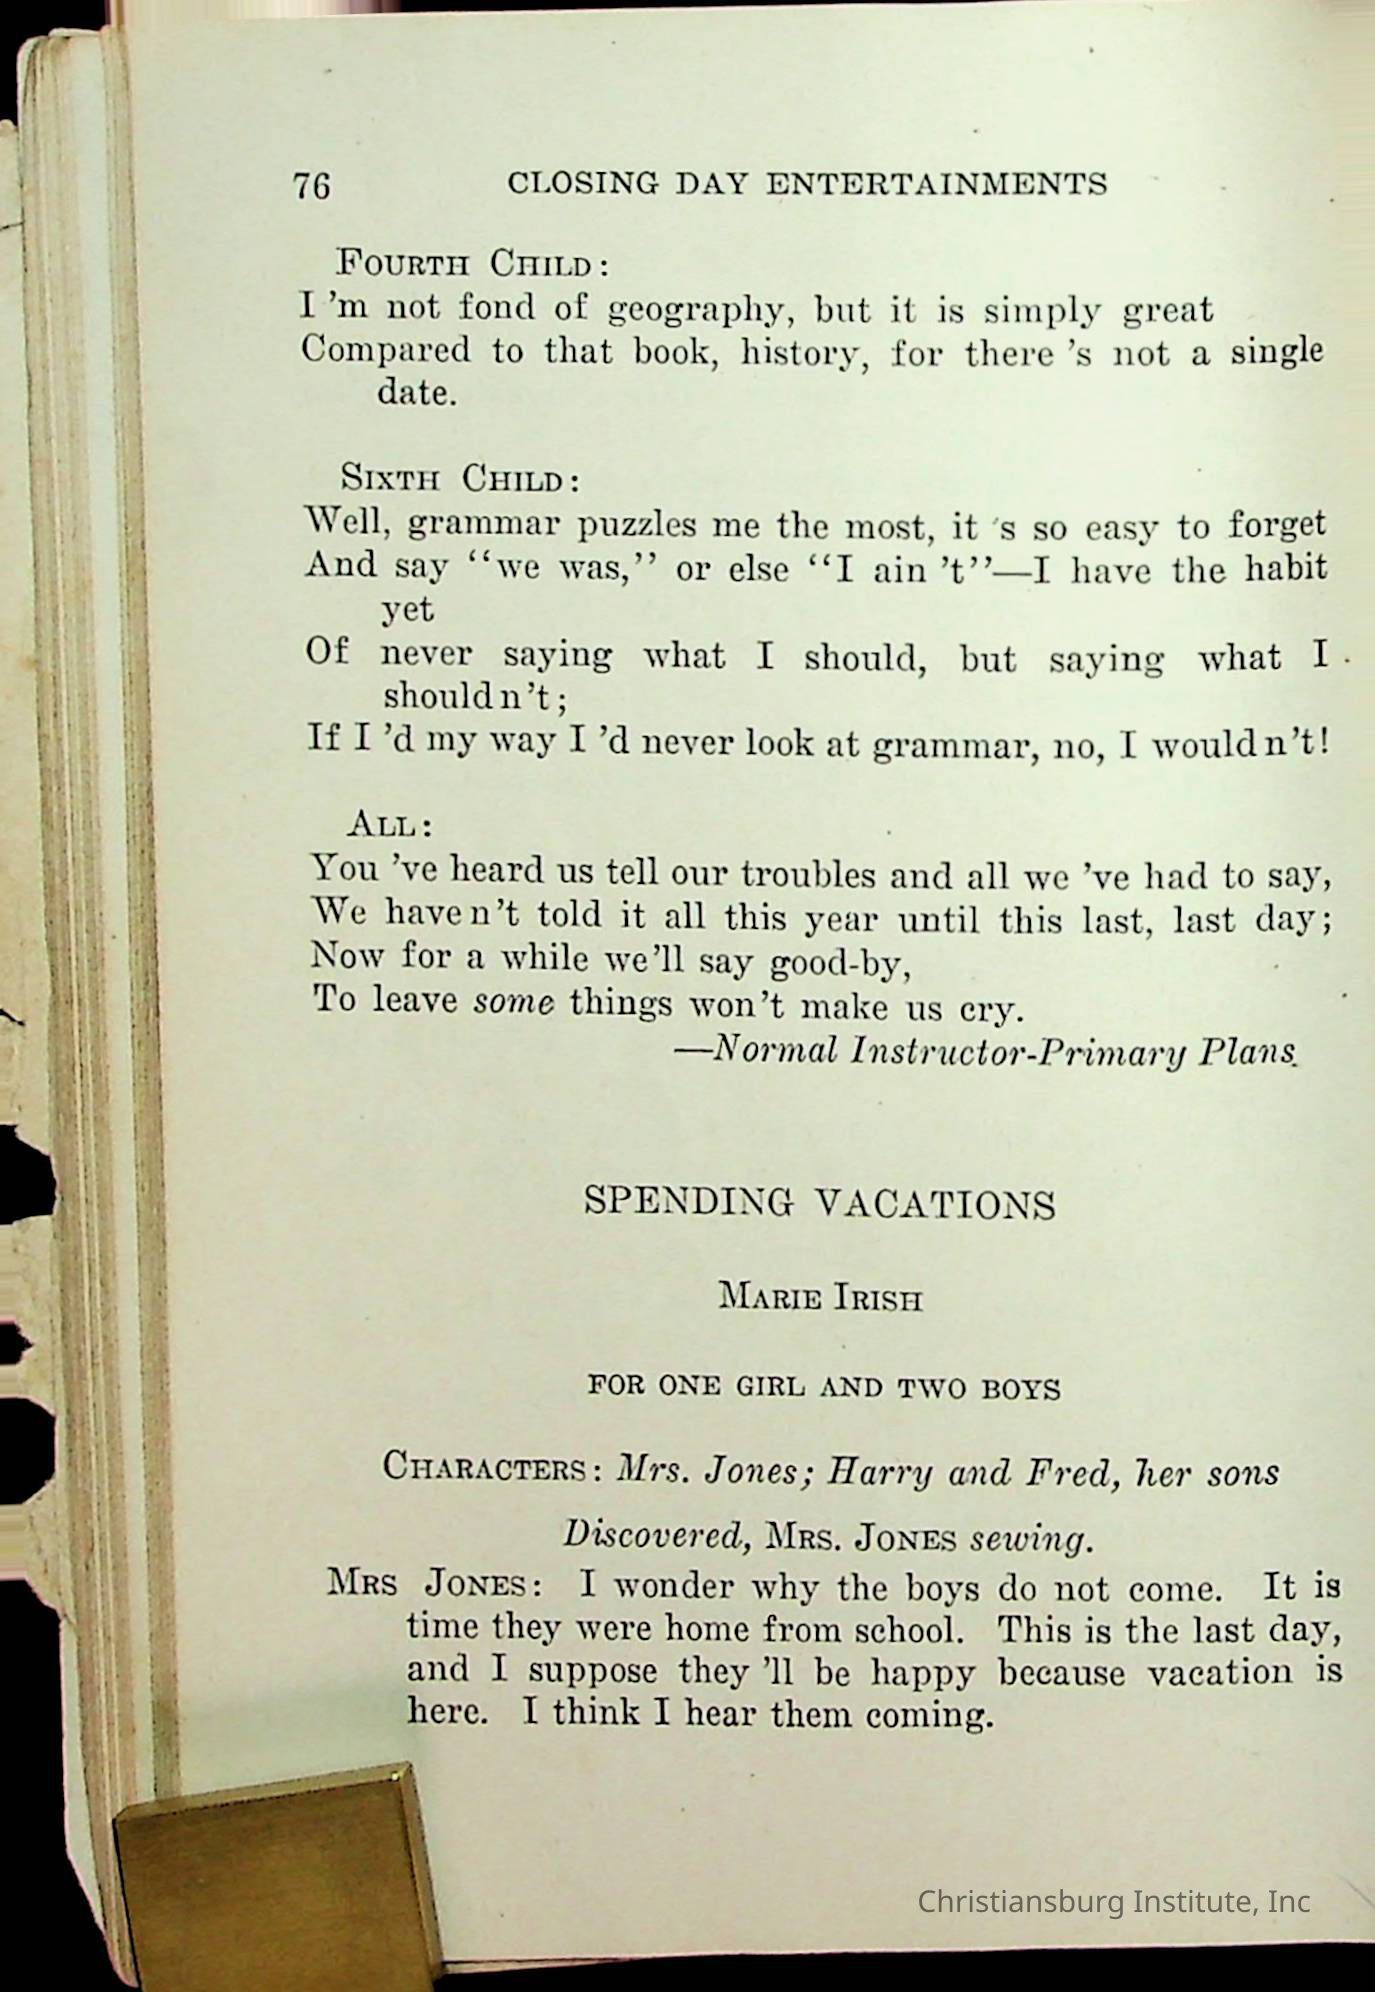 76 CLOSING DAY ENTERTAINMENTS
FOURTH CHILD:
I 'm not fond of geography, but it is simply great
Compared to that book, history, for there 's not a single
date.
SIXTH CHILD:
Well, grammar puzzles me the most, it 's so easy to forget
And say “we was,” or else “I ain 't”—I have the habit
yet
Of never saying what I should, but saying what I
shouldn't;
If I 'd my way I 'd never look at grammar, no, I wouldn't!
ALL:
You 've heard us tell our troubles and all we 've had to say,
We haven't told it all this year until this last, last day;
Now for a while we'll say good-by,
To leave some things won't make us cry.
—Normal Instructor-Primary Plans.
SPENDING VACATIONS
MARIE IRISH
FOR ONE GIRL AND TWO BOYS
CHARACTERS: Mrs. Jones; Harry and Fred, her sons
Discovered, MRS. JONES sewing.
MRS JONES: I wonder why the boys do not come. It is
time they were home from school. This is the last day,
and I suppose they 'll be happy because vacation is
here. I think I hear them coming.
Christiansburg Institute, Inc